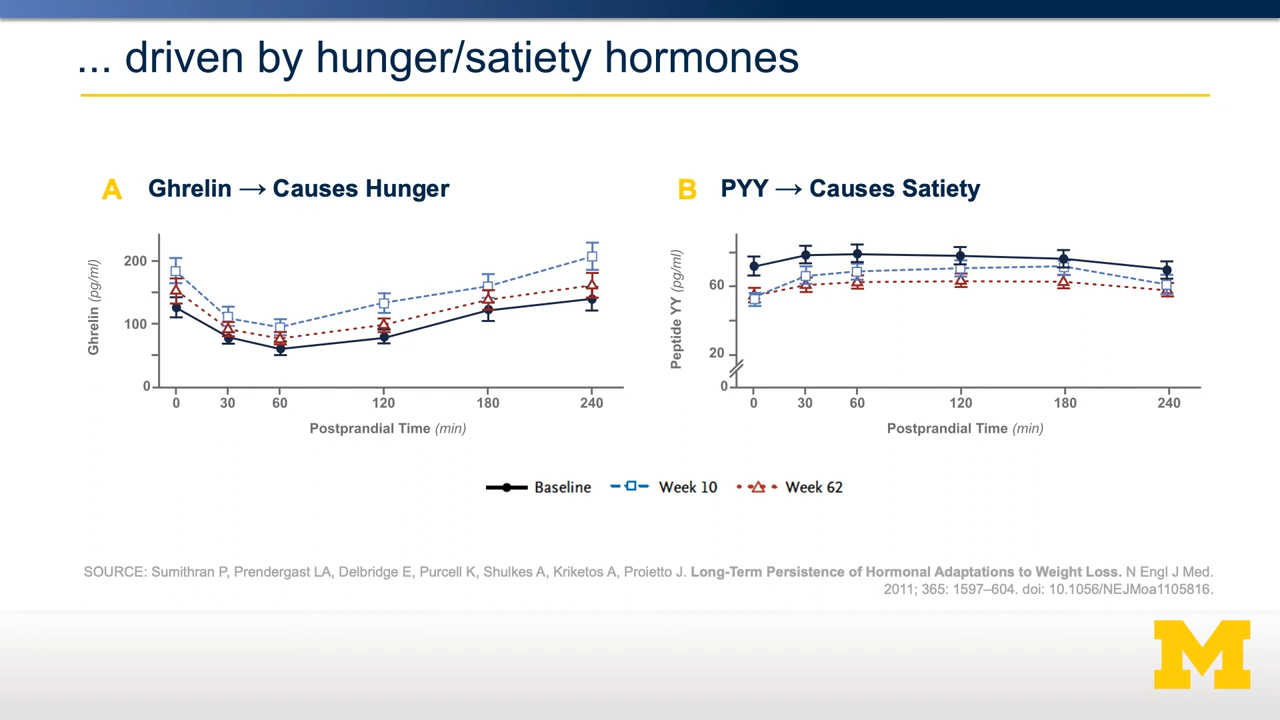 ... driven by hunger/satiety hormones
A Ghrelin → Causes Hunger
Ghrelin (pg/ml)
200
100
0
0 30 60 120 180 240
Postprandial Time (min)
B PYY → Causes Satiety
Peptide YY (pg/ml)
60
20
0
0 30 60 120 180 240
Postprandial Time (min)
Baseline Week 10 Week 62
SOURCE: Sumithran P, Prendergast LA, Delbridge E, Purcell K, Shulkes A, Kriketos A, Proietto J. Long-Term Persistence of Hormonal Adaptations to Weight Loss. N Engl J Med.
2011; 365: 1597–604. doi: 10.1056/NEJMoa1105816.
M